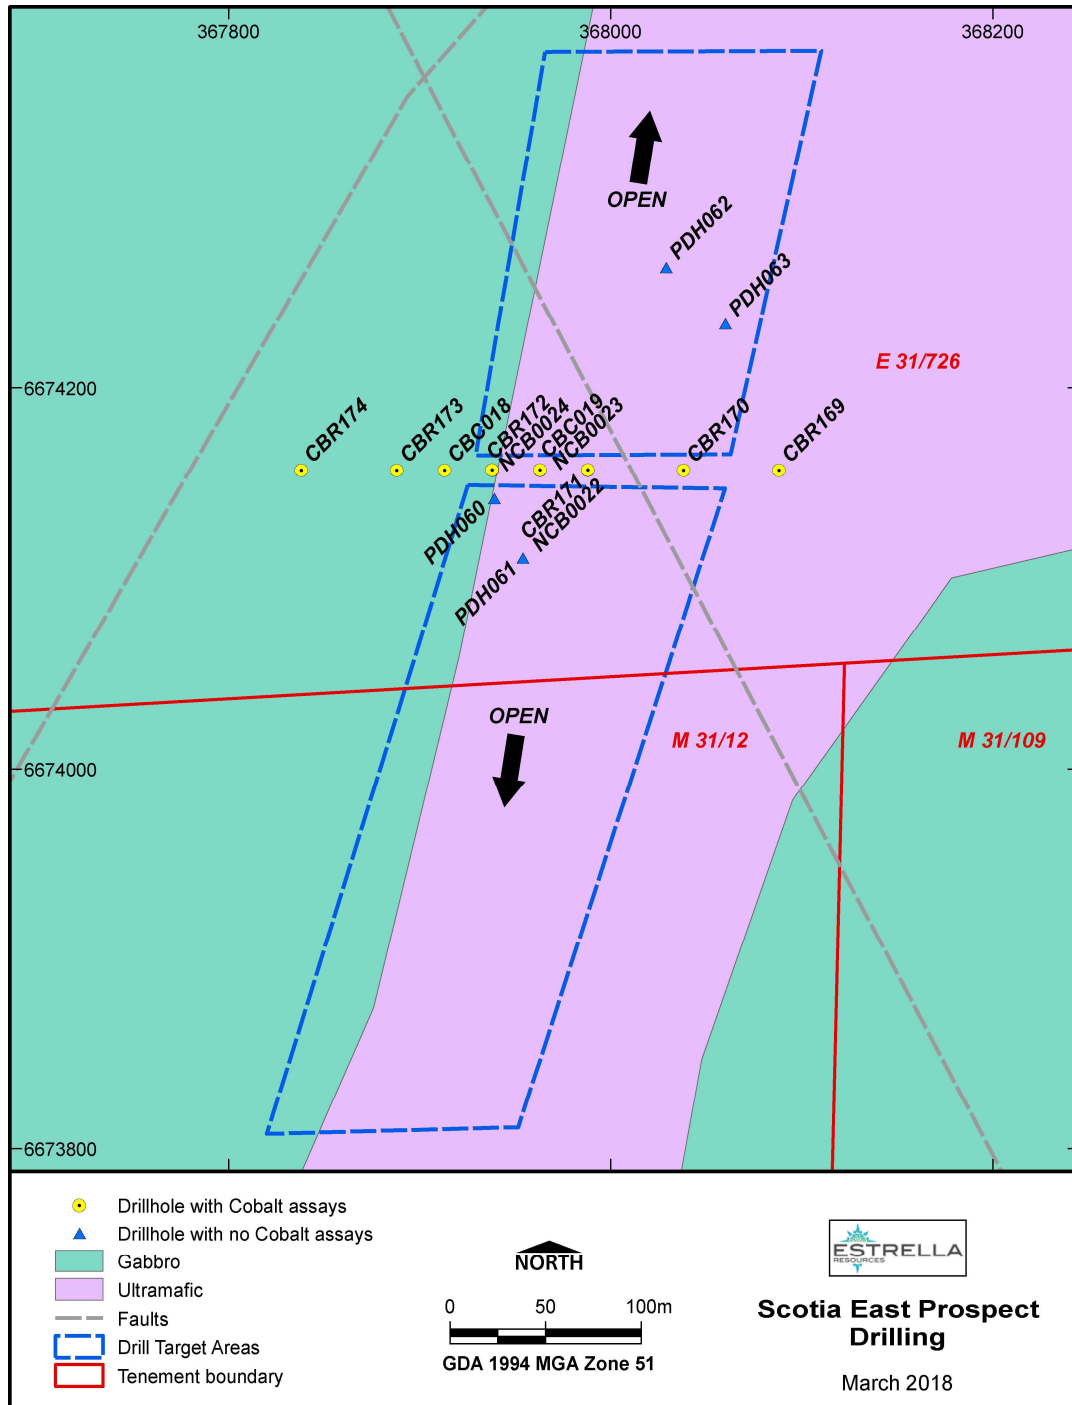 367800
368000
368200
OPEN
PDH062
PDH063
E 31/726
6674200
CBR174
CBR173
CBC018
CBR172
NCB0024
CBC019
NCB0023
CBR170
CBR169
PDH060
CBR171
NCB0022
PDH061
OPEN
M 31/12
M 31/109
6674000
6673800
Drillhole with Cobalt assays
Drillhole with no Cobalt assays
Gabbro
Ultramafic
Faults
Drill Target Areas
Tenement boundary
NORTH
0 50 100m
GDA 1994 MGA Zone 51
ESTRELLA
RESOURCES
Scotia East Prospect
Drilling
March 2018